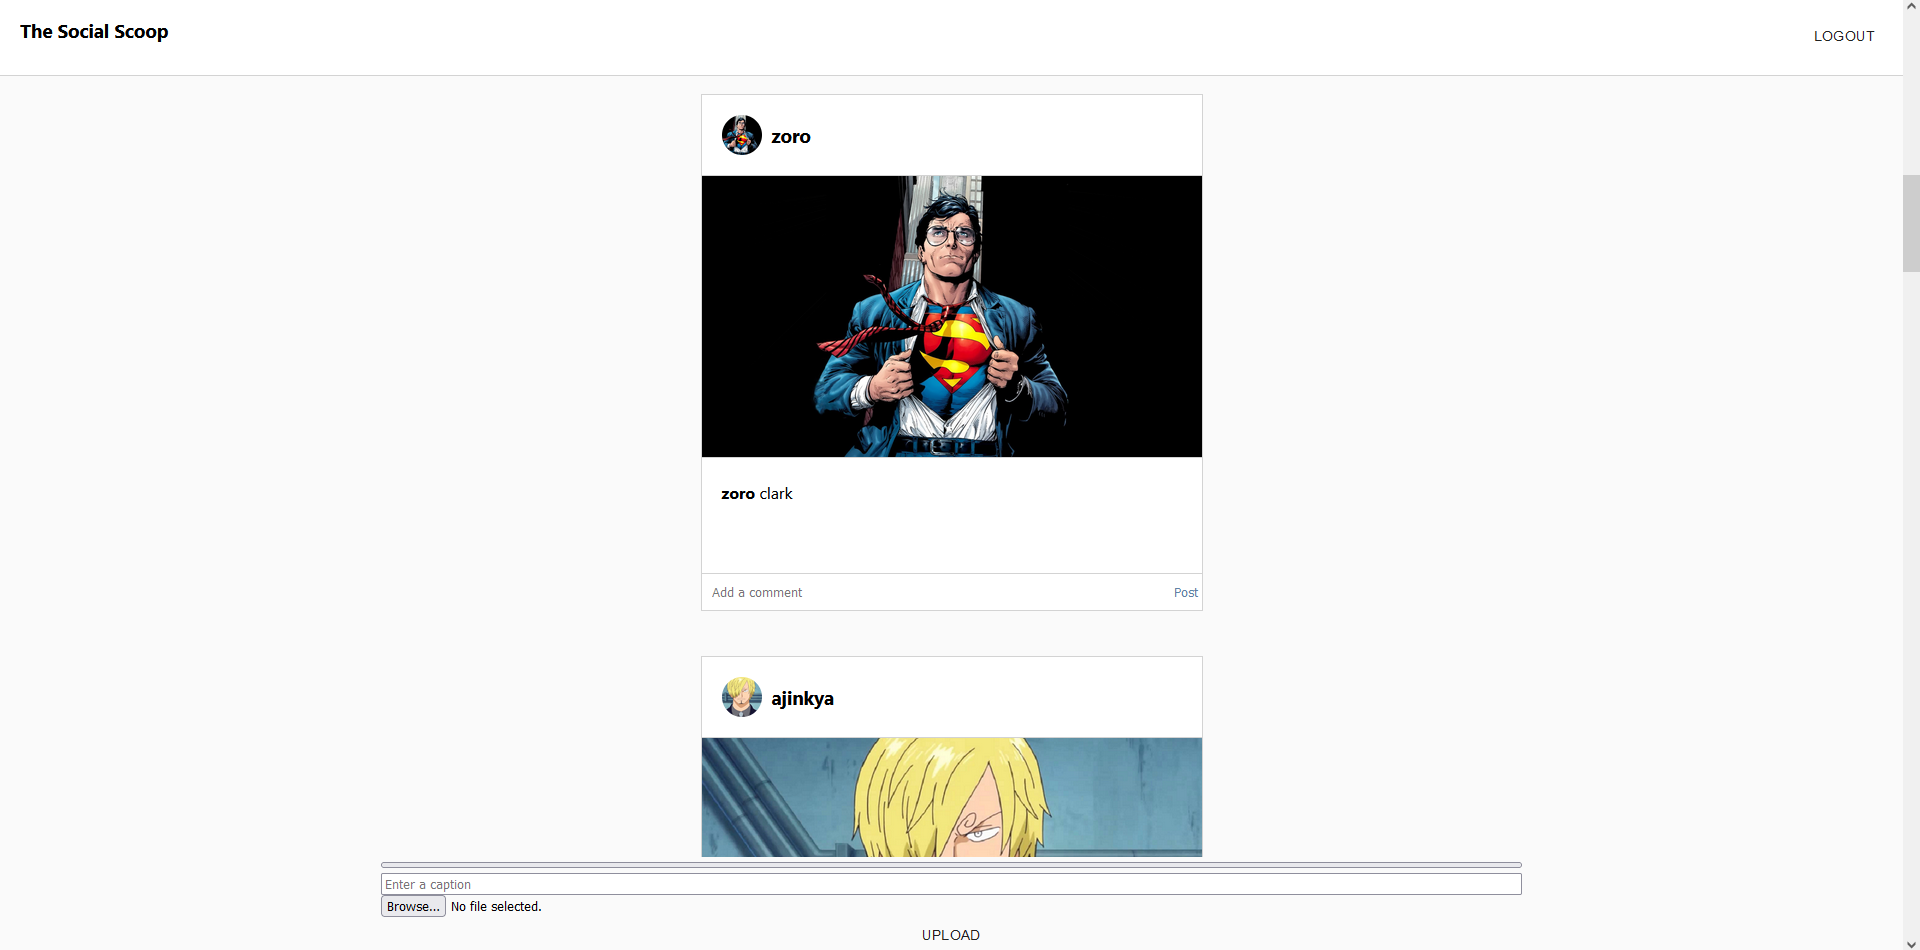 The Social Scoop
LOGOUT
zoro
zoro clark
Add a comment
Post
ajinkya
Enter a caption
Browse... No file selected.
UPLOAD